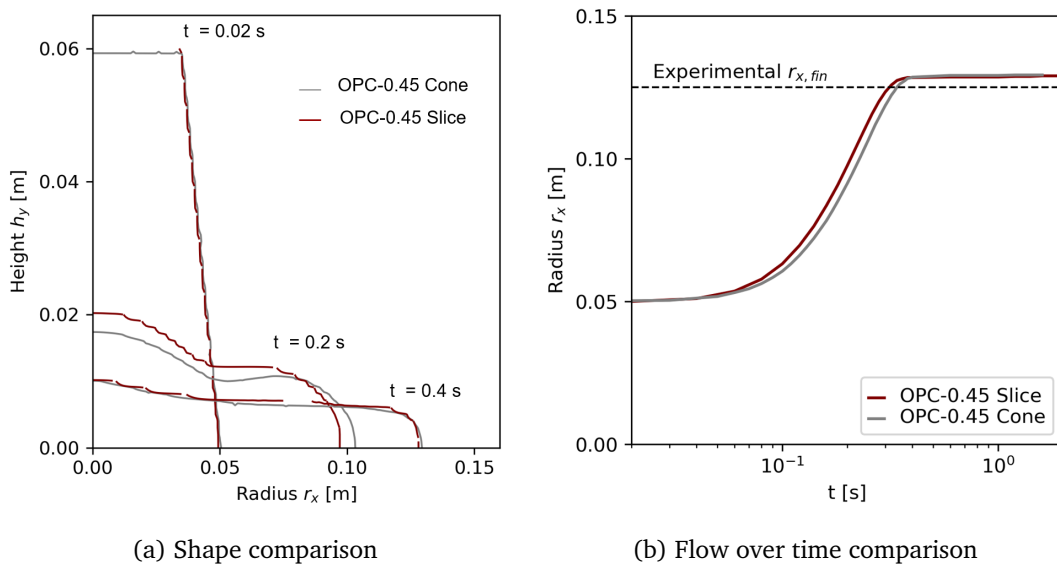 t = 0.02 s
OPC-0.45 Cone
OPC-0.45 Slice
t = 0.2 s
t = 0.4 s
0.06
0.04
0.02
0.00
Height h_y [m]
0.00 0.05 0.10 0.15
Radius r_x [m]
(a) Shape comparison
0.15
0.10
0.05
0.00
Radius r_x [m]
Experimental r_{x, fin}
OPC-0.45 Slice
OPC-0.45 Cone
10⁻¹ 10⁰
t [s]
(b) Flow over time comparison